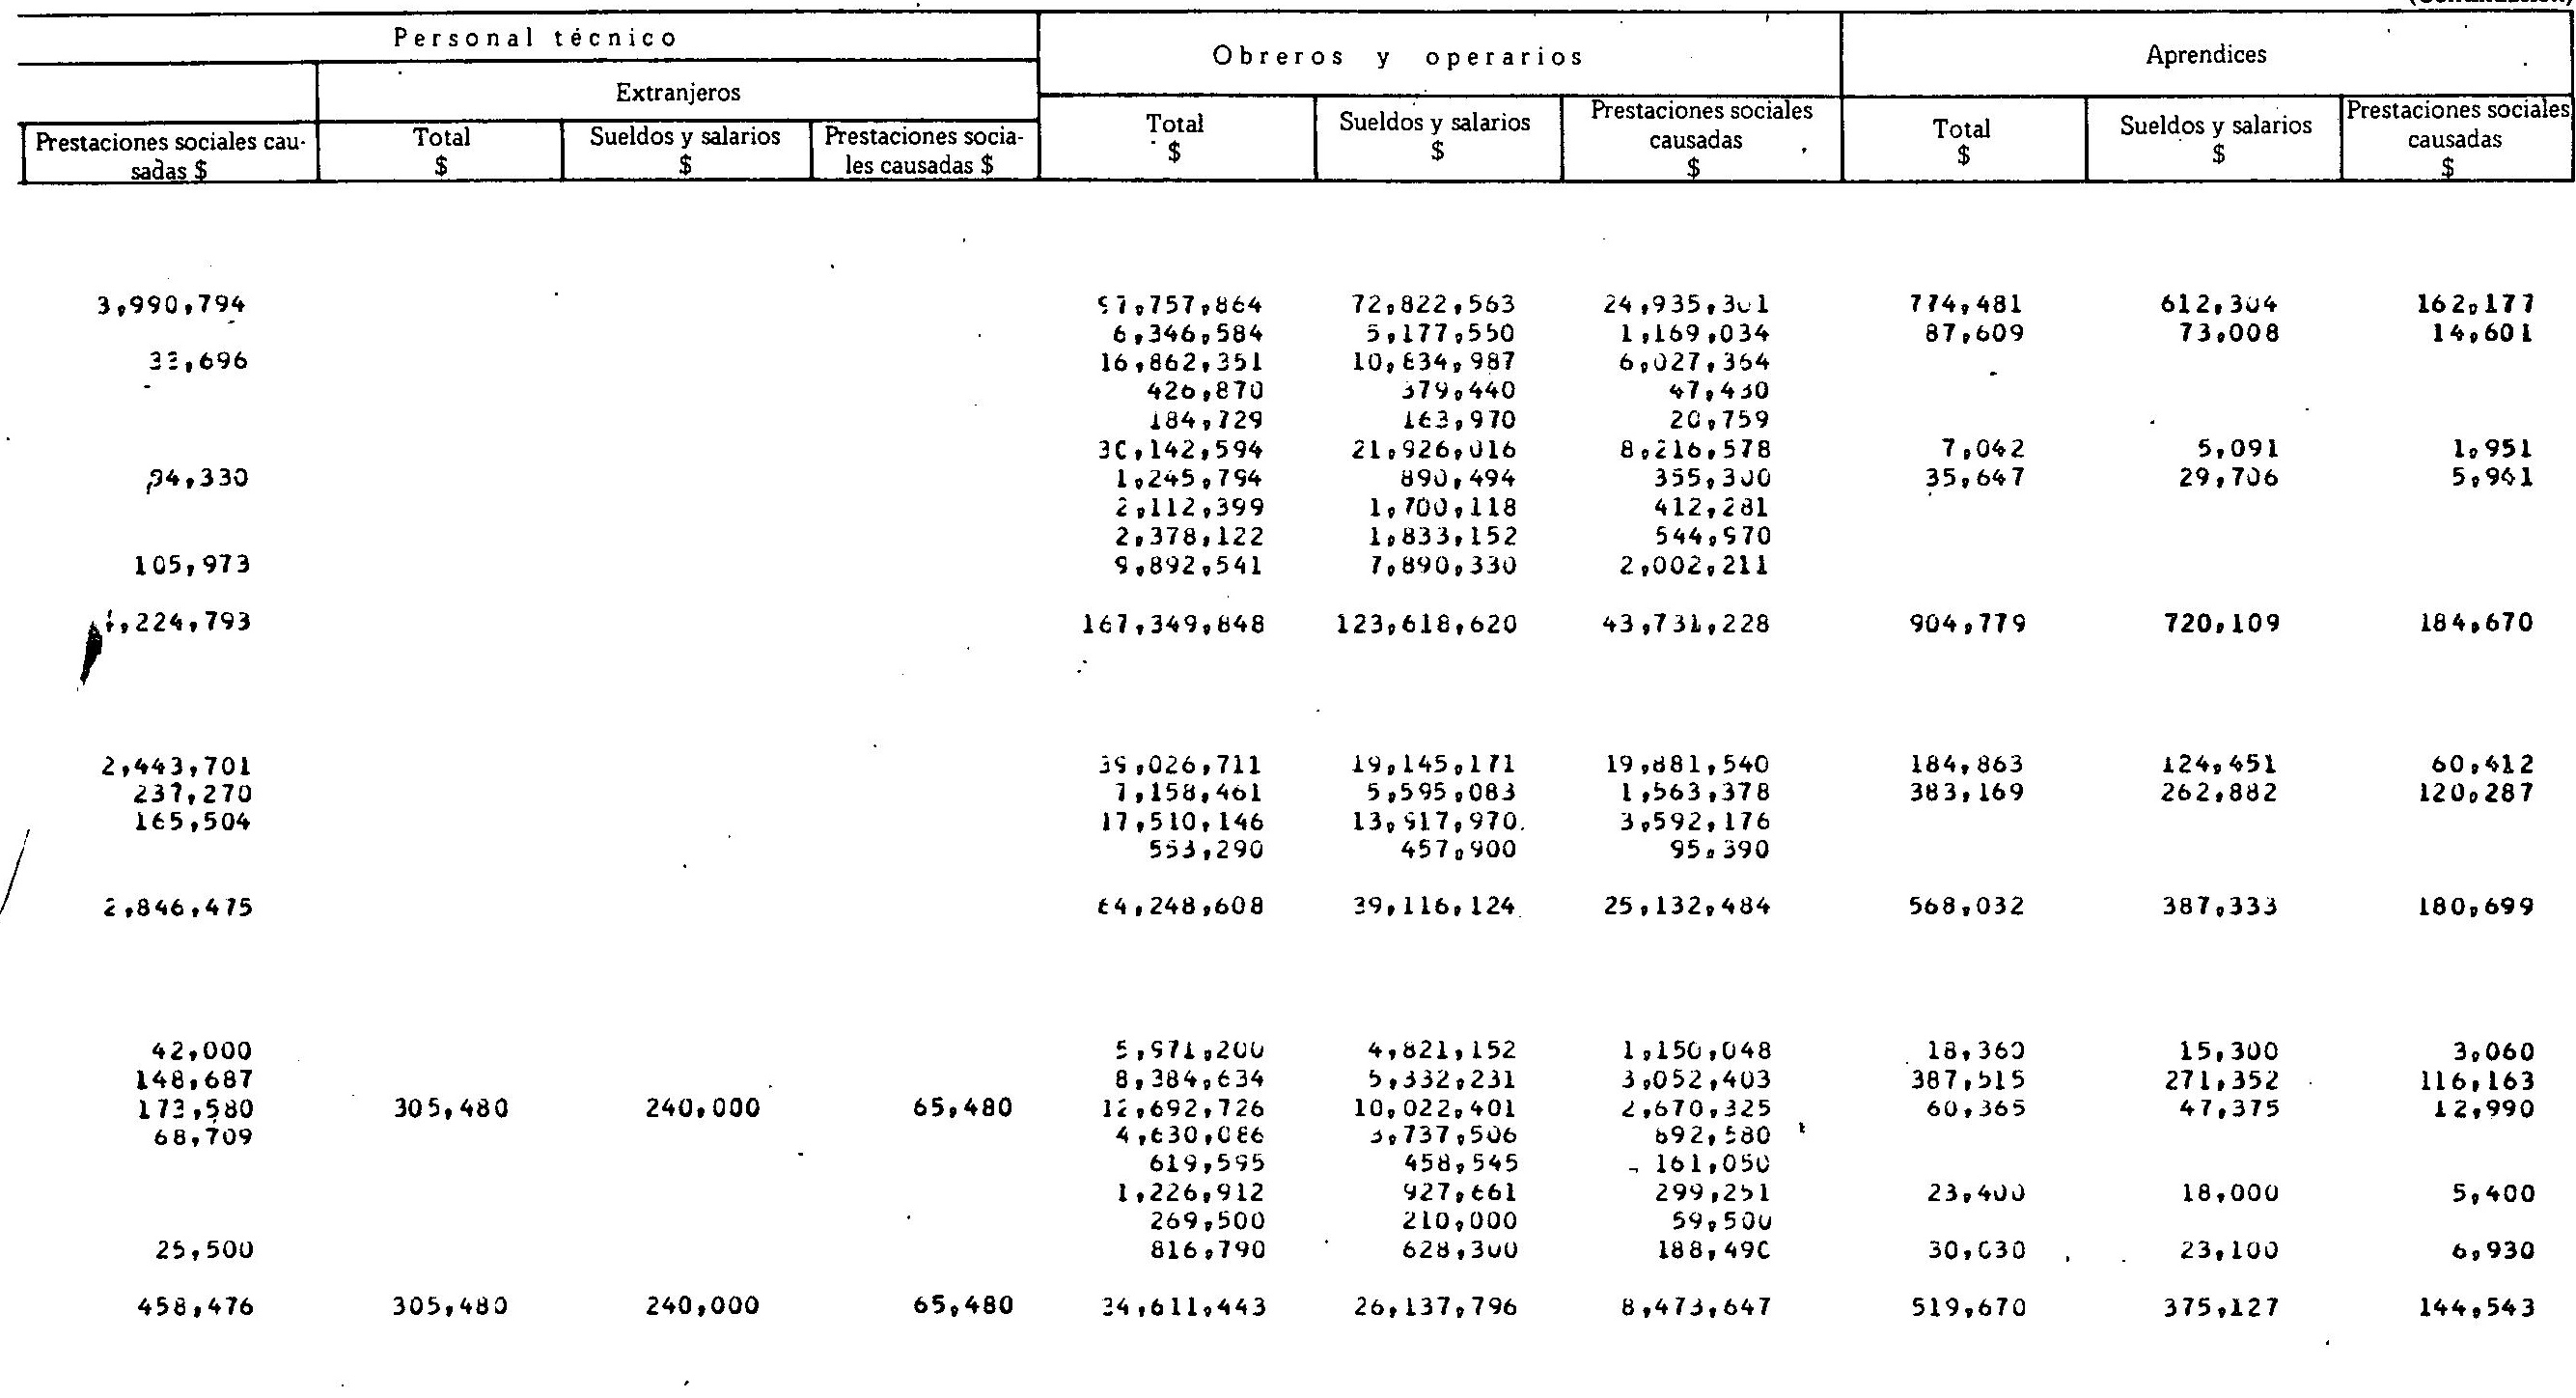 (Continuación)
Personal técnico
Obreros y operarios
Aprendices
Extranjeros
Prestaciones sociales cau-
sadas $
Total
$
Sueldos y salarios
$
Prestaciones socia-
les causadas $
Total
$
Sueldos y salarios
$
Prestaciones sociales
causadas
$
Total
$
Sueldos y salarios
$
Prestaciones sociales
causadas
$
3,990,794 97,757,864 72,822,563 24,935,301 774,481 612,304 162,177
6,346,584 5,177,550 1,169,034 87,609 73,008 14,601
33,696 16,862,351 10,834,987 6,027,364
426,870 379,440 47,430
184,729 163,970 20,759
30,142,594 21,926,016 8,216,578 7,042 5,091 1,951
94,330 1,245,794 890,494 355,300 35,647 29,706 5,941
2,112,399 1,700,118 412,281
2,378,122 1,833,152 544,970
105,973 9,892,541 7,890,330 2,002,211
4,224,793 167,349,848 123,618,620 43,731,228 904,779 720,109 184,670
2,443,701 39,026,711 19,145,171 19,881,540 184,863 124,451 60,412
237,270 7,158,461 5,595,083 1,563,378 383,169 262,882 120,287
165,504 17,510,146 13,917,970 3,592,176
553,290 457,900 95,390
2,846,475 64,248,608 39,116,124 25,132,484 568,032 387,333 180,699
42,000 5,971,200 4,821,152 1,150,048 18,360 15,300 3,060
148,687 8,384,634 5,332,231 3,052,403 387,515 271,352 116,163
173,580 305,480 240,000 65,480 12,692,726 10,022,401 2,670,325 60,365 47,375 12,990
68,709 4,630,086 3,737,506 892,580
619,595 458,545 161,050
1,226,912 927,661 299,251 23,400 18,000 5,400
269,500 210,000 59,500
25,500 816,790 628,300 188,490 30,030 23,100 6,930
458,476 305,480 240,000 65,480 34,611,443 26,137,796 8,473,647 519,670 375,127 144,543